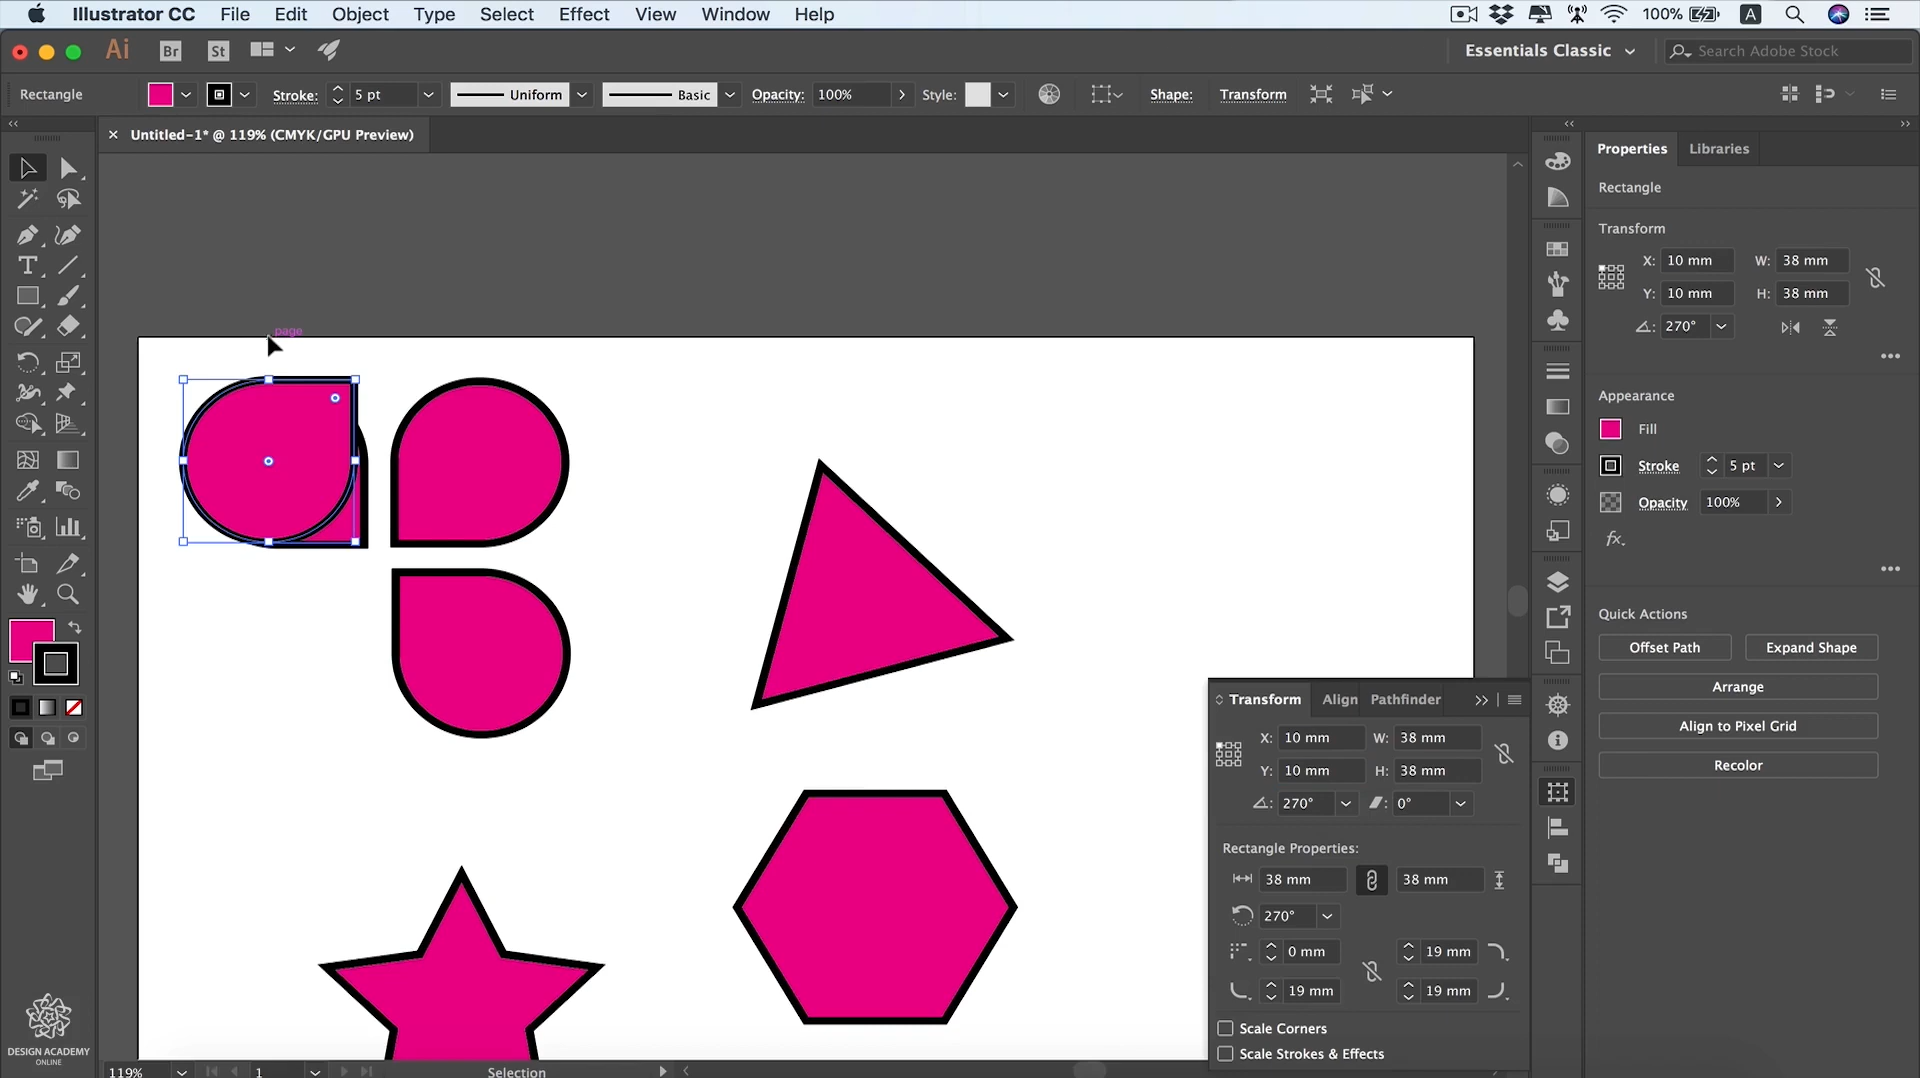 Illustrator CC File Edit Object Type Select Effect View Window Help 100% A
Ai Br St Essentials Classic Search Adobe Stock
Rectangle Stroke: 5 pt Uniform Basic Opacity: 100% Style: Shape: Transform
× Untitled-1* @ 119% (CMYK/GPU Preview)
Properties Libraries
Rectangle
Transform
X: 10 mm W: 38 mm
Y: 10 mm H: 38 mm
270°
Appearance
Fill
Stroke 5 pt
Opacity 100%
fx.
Quick Actions
Offset Path Expand Shape
Arrange
Align to Pixel Grid
Recolor
page
Transform Align Pathfinder
X: 10 mm W: 38 mm
Y: 10 mm H: 38 mm
270° 0°
Rectangle Properties:
38 mm 38 mm
270°
0 mm 19 mm
19 mm 19 mm
Scale Corners
Scale Strokes & Effects
DESIGN ACADEMY
ONLINE
119% 1 Selection